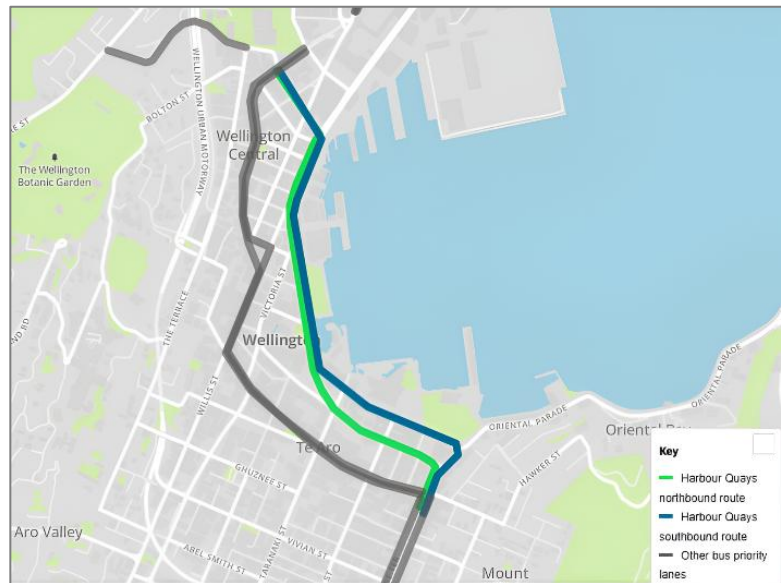 BOLTON ST
WELLINGTON URBAN MOTORWAY
Wellington
Central
The Wellington
Botanic Garden
VICTORIA ST
THE TERRACE
Wellington
WILLIS ST
ORIENTAL PARADE
ORIENTAL PARADE
Oriental
Te Aro
HAWKER ST
GHUZNEE ST
Aro Valley
VIVIAN ST
ABEL SMITH ST
TARANAKI ST
Mount
Key
Harbour Quays
northbound route
Harbour Quays
southbound route
Other bus priority
lanes